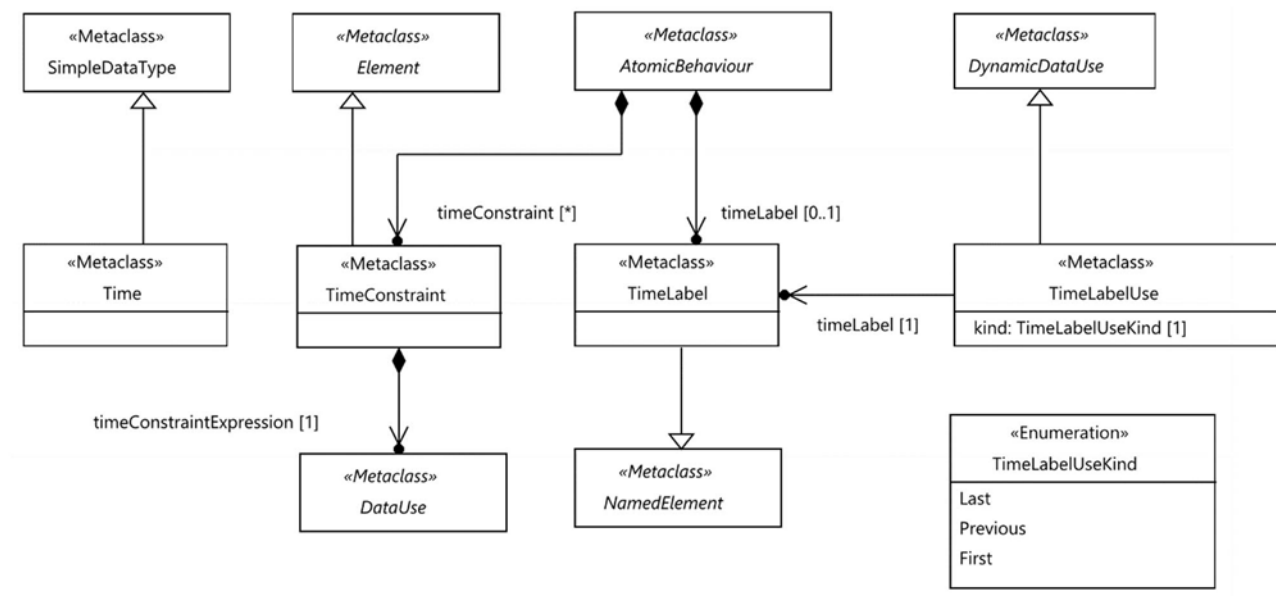 «Metaclass»
SimpleDataType
«Metaclass»
Element
«Metaclass»
AtomicBehaviour
«Metaclass»
DynamicDataUse
timeConstraint [*]
timeLabel [0..1]
«Metaclass»
Time
«Metaclass»
TimeConstraint
«Metaclass»
TimeLabel
«Metaclass»
TimeLabelUse
kind: TimeLabelUseKind [1]
timeLabel [1]
timeConstraintExpression [1]
«Metaclass»
DataUse
«Metaclass»
NamedElement
«Enumeration»
TimeLabelUseKind
Last
Previous
First